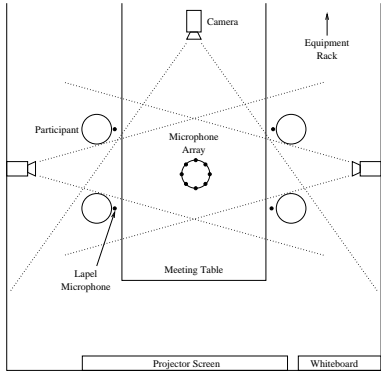 Camera
Equipment
Rack
Participant
Microphone
Array
Lapel
Microphone
Meeting Table
Projector Screen
Whiteboard